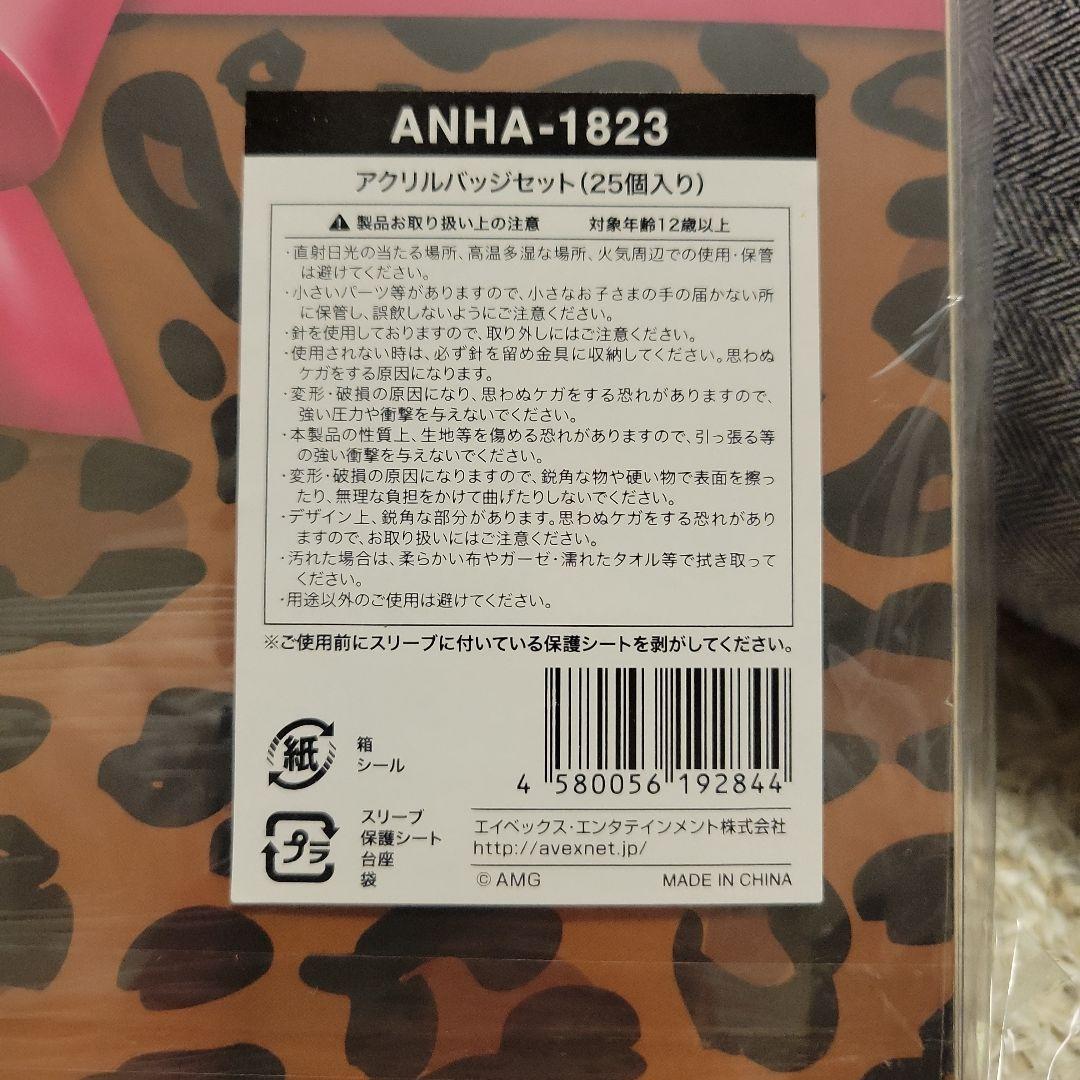 ANHA-1823
アクリルバッジセット(25個入り)
⚠製品お取り扱い上の注意 対象年齢12歳以上
・直射日光の当たる場所、高温多湿な場所、火気周辺での使用・保管
は避けてください。
・小さいパーツ等がありますので、小さなお子さまの手の届かない所
に保管し、誤飲しないようにご注意ください。
・針を使用しておりますので、取り外しにはご注意ください。
・使用されない時は、必ず針を留め金具に収納してください。思わぬ
ケガをする原因になります。
・変形・破損の原因になり、思わぬケガをする恐れがありますので、
強い圧力や衝撃を与えないでください。
・本製品の性質上、生地等を傷める恐れがありますので、引っ張る等
の強い衝撃を与えないでください。
・変形・破損の原因になりますので、鋭角な物や硬い物で表面を擦っ
たり、無理な負担をかけて曲げたりしないでください。
・デザイン上、鋭角な部分があります。思わぬケガをする恐れがあり
ますので、お取り扱いにはご注意ください。
・汚れた場合は、柔らかい布やガーゼ・濡れたタオル等で拭き取って
ください。
・用途以外のご使用は避けてください。
※ご使用前にスリーブに付いている保護シートを剥がしてください。
紙
箱
シール
4 580056 192844
プラ
スリーブ
保護シート
台座
袋
エイベックス・エンタテインメント株式会社
http://avexnet.jp/
© AMG MADE IN CHINA